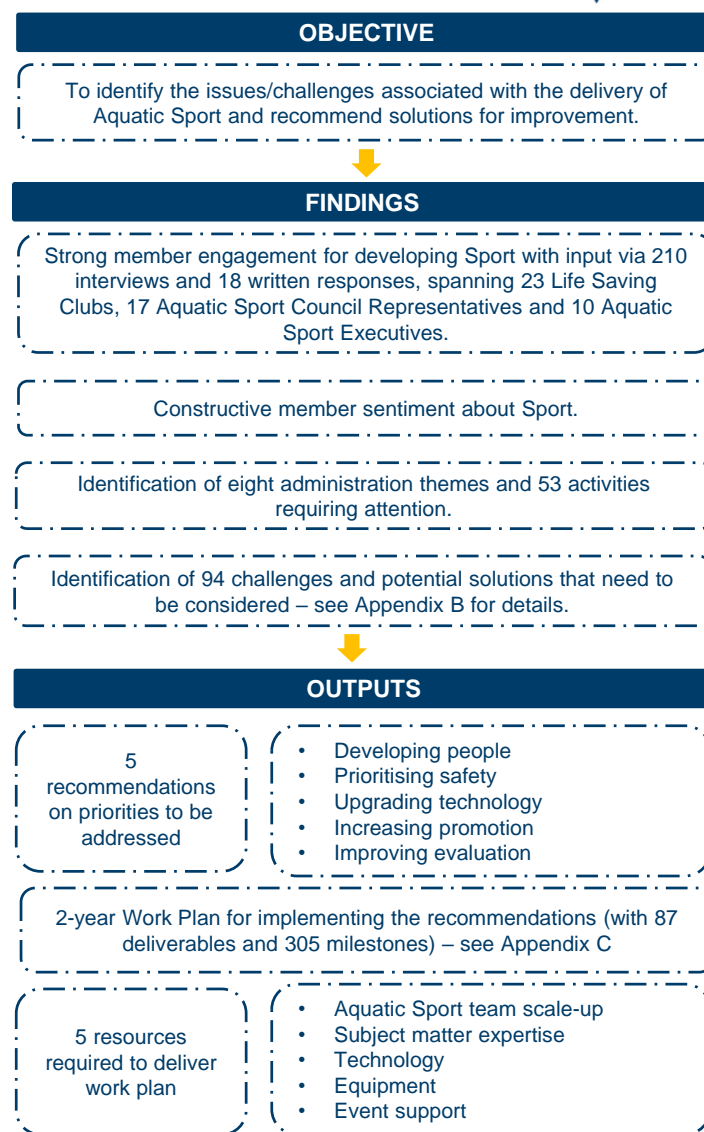 OBJECTIVE
To identify the issues/challenges associated with the delivery of
Aquatic Sport and recommend solutions for improvement.
FINDINGS
Strong member engagement for developing Sport with input via 210
interviews and 18 written responses, spanning 23 Life Saving
Clubs, 17 Aquatic Sport Council Representatives and 10 Aquatic
Sport Executives.
Constructive member sentiment about Sport.
Identification of eight administration themes and 53 activities
requiring attention.
Identification of 94 challenges and potential solutions that need to
be considered – see Appendix B for details.
OUTPUTS
5
recommendations
on priorities to be
addressed
• Developing people
• Prioritising safety
• Upgrading technology
• Increasing promotion
• Improving evaluation
2-year Work Plan for implementing the recommendations (with 87
deliverables and 305 milestones) – see Appendix C
5 resources
required to deliver
work plan
• Aquatic Sport team scale-up
• Subject matter expertise
• Technology
• Equipment
• Event support